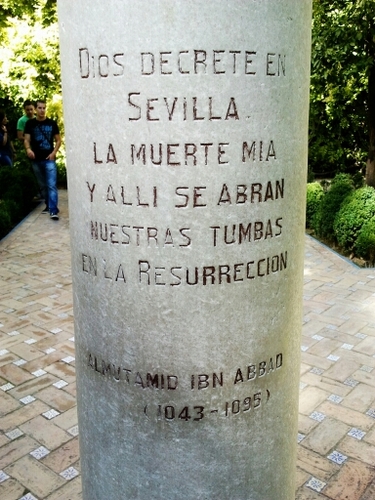 Dios decrete en
Sevilla.
la muerte mia
y alli se abran
nuestras tumbas
en la Resurreccion
Almutamid Ibn Abbad
(1043-1095)